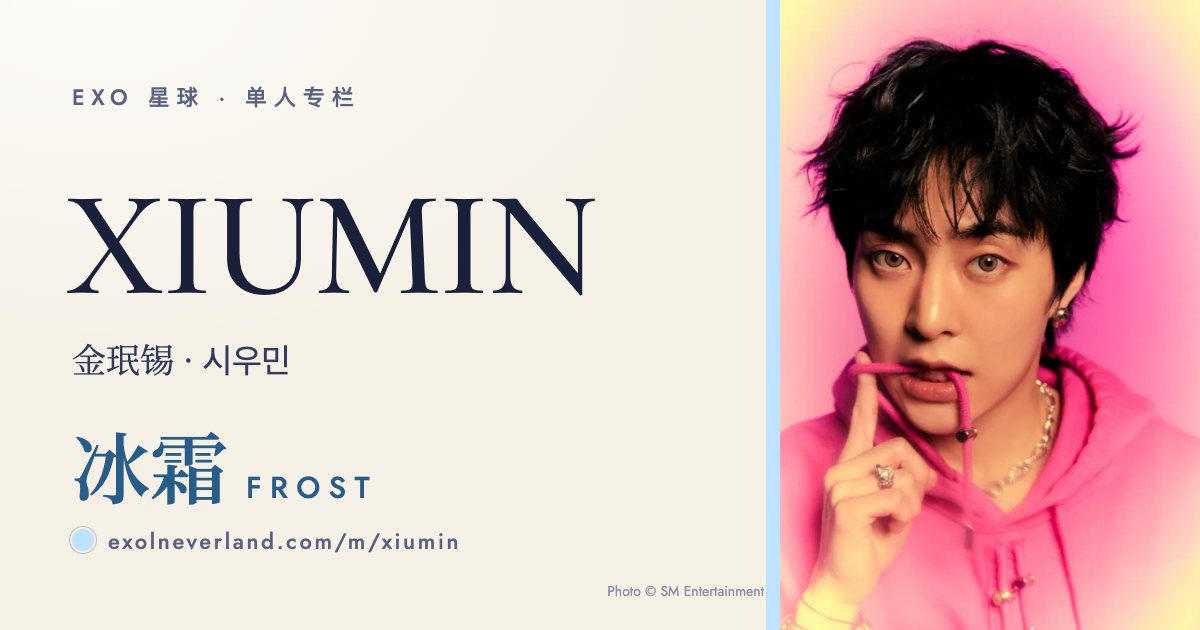 EXO 星球 · 单人专栏
XIUMIN
金珉锡 · 시우민
冰霜 FROST
exolneverland.com/m/xiumin
Photo © SM Entertainment